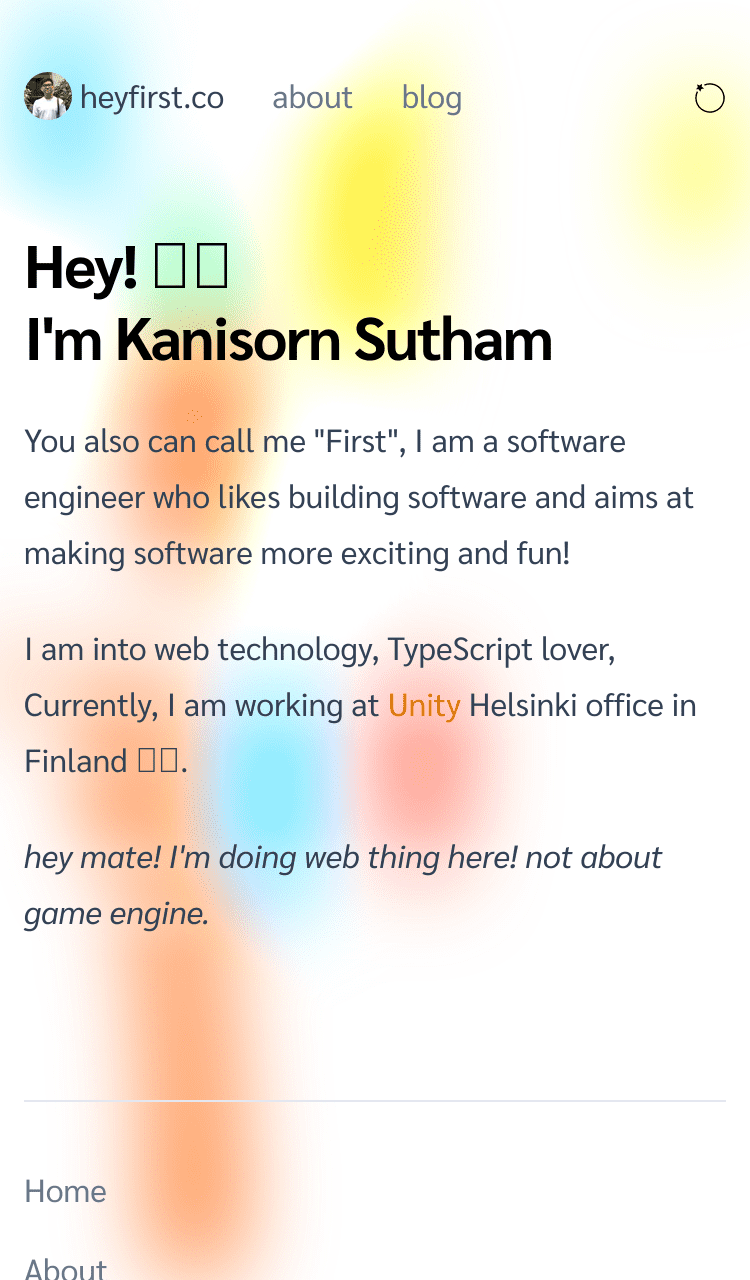 heyfirst.co about blog
Hey! 
I'm Kanisorn Sutham
You also can call me "First", I am a software
engineer who likes building software and aims at
making software more exciting and fun!
I am into web technology, TypeScript lover,
Currently, I am working at Unity Helsinki office in
Finland .
hey mate! I'm doing web thing here! not about
game engine.
Home
About